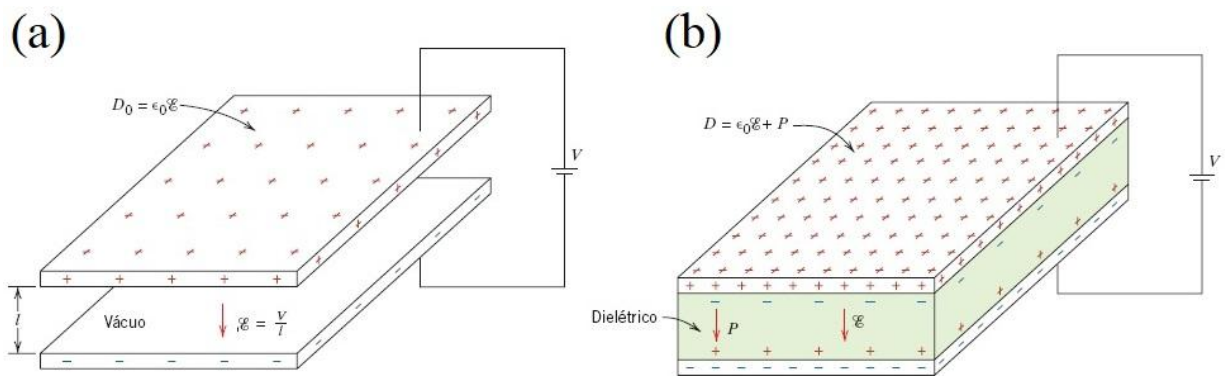 (a)
D₀ = ϵ₀ℰ
V
l
Vácuo
ℰ = V/l
+ + + + +
− − − − −
(b)
D = ϵ₀ℰ + P
V
Dielétrico
P
ℰ